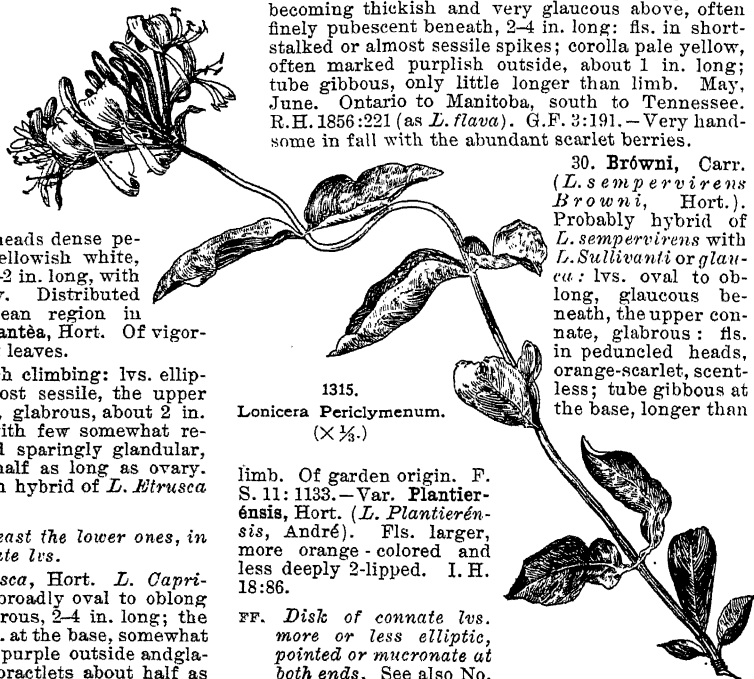 becoming thickish and very glaucous above, often
finely pubescent beneath, 2–4 in. long: fls. in short-
stalked or almost sessile spikes; corolla pale yellow,
often marked purplish outside, about 1 in. long;
tube gibbous, only little longer than limb. May,
June. Ontario to Manitoba, south to Tennessee.
R.H. 1856:221 (as L. flava). G.F. 3:191.—Very hand-
some in fall with the abundant scarlet berries.
30. Brówni, Carr.
(L. sempervirens
Browni, Hort.).
Probably hybrid of
L. sempervirens with
L. Sullivanti or glau-
ca: lvs. oval to ob-
long, glaucous be-
neath, the upper con-
nate, glabrous: fls.
in peduncled heads,
orange-scarlet, scent-
less; tube gibbous at
the base, longer than
heads dense pe-
ellowish white,
-2 in. long, with
Distributed
ean region in
antèa, Hort. Of vigor-
leaves.
h climbing: lvs. ellip-
ost sessile, the upper
, glabrous, about 2 in.
ith few somewhat re-
l sparingly glandular,
half as long as ovary.
n hybrid of L. Etrusca
east the lower ones, in
ate lvs.
sca, Hort. L. Capri-
broadly oval to oblong
rous, 2–4 in. long; the
. at the base, somewhat
purple outside andgla-
bractlets about half as
1315.
Lonicera Periclymenum.
(× ⅓.)
limb. Of garden origin. F.
S. 11:1133.—Var. Plantier-
énsis, Hort. (L. Plantierén-
sis, André). Fls. larger,
more orange-colored and
less deeply 2-lipped. I. H.
18:86.
FF. Disk of connate lvs.
more or less elliptic,
pointed or mucronate at
both ends. See also No.